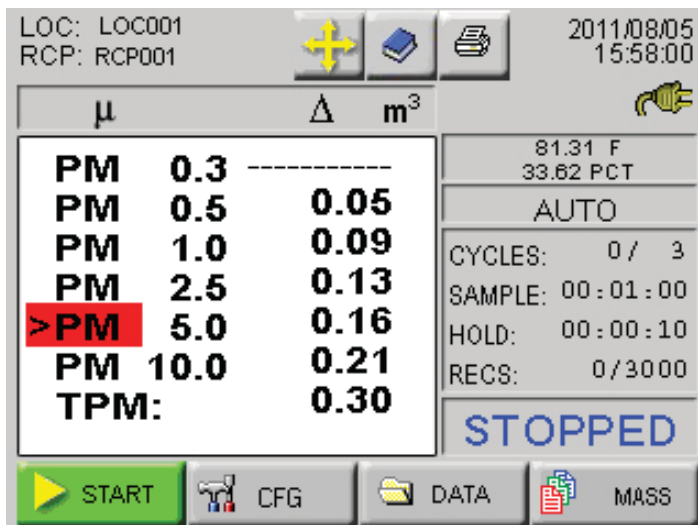 LOC: LOC001
RCP: RCP001
2011/08/05
15:58:00
µ Δ m³
81.31 F
33.62 PCT
AUTO
PM 0.3 -----------
PM 0.5 0.05
PM 1.0 0.09
PM 2.5 0.13
>PM 5.0 0.16
PM 10.0 0.21
TPM: 0.30
CYCLES: 0/ 3
SAMPLE: 00:01:00
HOLD: 00:00:10
RECS: 0/3000
STOPPED
START CFG DATA MASS